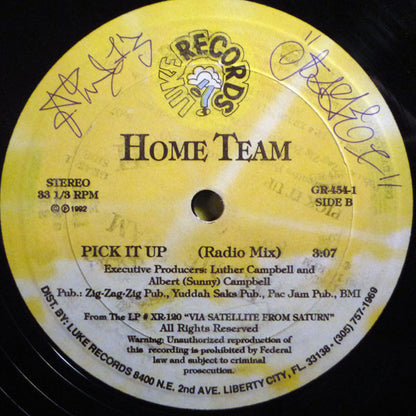 LUKE RECORDS
HOME TEAM
STEREO
33 1/3 RPM
© ℗ 1992
GR-454-1
SIDE B
PICK IT UP (Radio Mix) 3:07
Executive Producers: Luther Campbell and
Albert (Sunny) Campbell
Pub.: Zig-Zag-Zig Pub., Yuddah Saks Pub., Pac Jam Pub., BMI
From The LP # XR-120 "VIA SATELLITE FROM SATURN"
All Rights Reserved
Warning: Unauthorized reproduction of
this recording is prohibited by Federal
law and subject to criminal
prosecution.
DIST. BY: LUKE RECORDS 8400 N.E. 2nd AVE. LIBERTY CITY, FL 33138 - (305) 757-1969